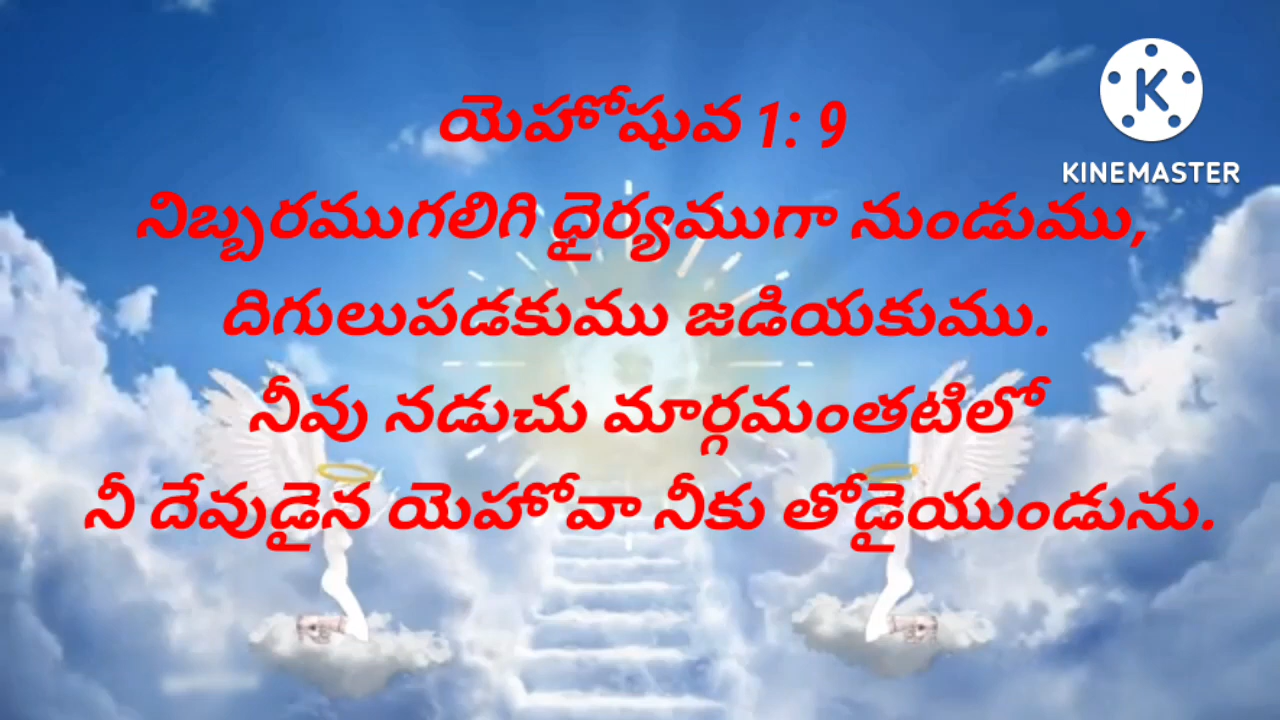 యెహోషువ 1: 9
నిబ్బరముగలిగి ధైర్యముగా నుండుము,
దిగులుపడకుము జడియకుము.
నీవు నడుచు మార్గమంతటిలో
నీ దేవుడైన యెహోవా నీకు తోడైయుండును.
K
KINEMASTER